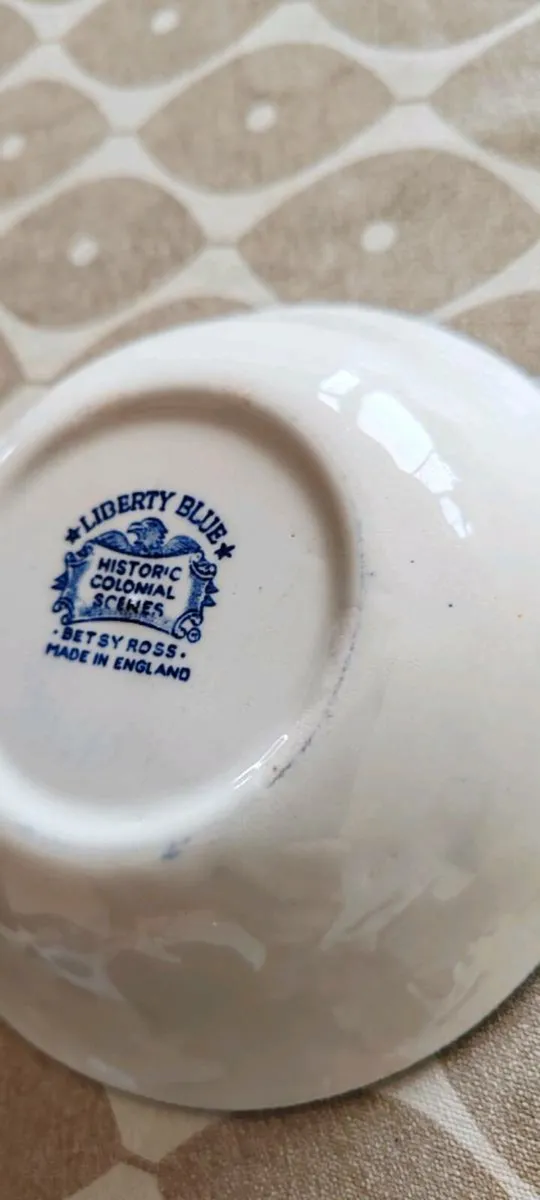 ★LIBERTY BLUE★
HISTORIC
COLONIAL
SCENES
·BETSY ROSS·
MADE IN ENGLAND